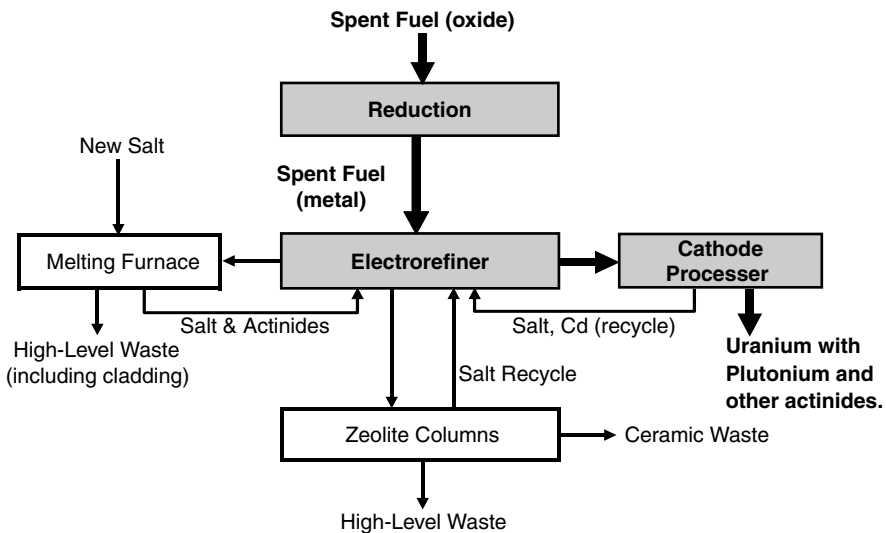 Spent Fuel (oxide)
Reduction
New Salt
Spent Fuel
(metal)
Melting Furnace
Electrorefiner
Cathode
Processer
Salt & Actinides
Salt, Cd (recycle)
High-Level Waste
(including cladding)
Salt Recycle
Uranium with
Plutonium and
other actinides.
Zeolite Columns
Ceramic Waste
High-Level Waste